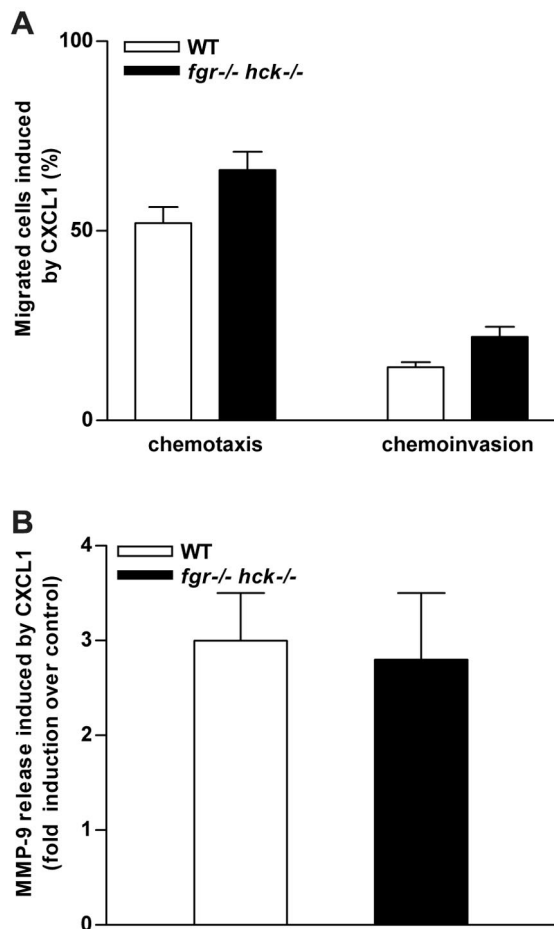 A
Migrated cells induced
by CXCL1 (%)
100
50
0
WT
fgr-/- hck-/-
chemotaxis
chemoinvasion
B
MMP-9 release induced by CXCL1
(fold induction over control)
4
3
2
1
0
WT
fgr-/- hck-/-